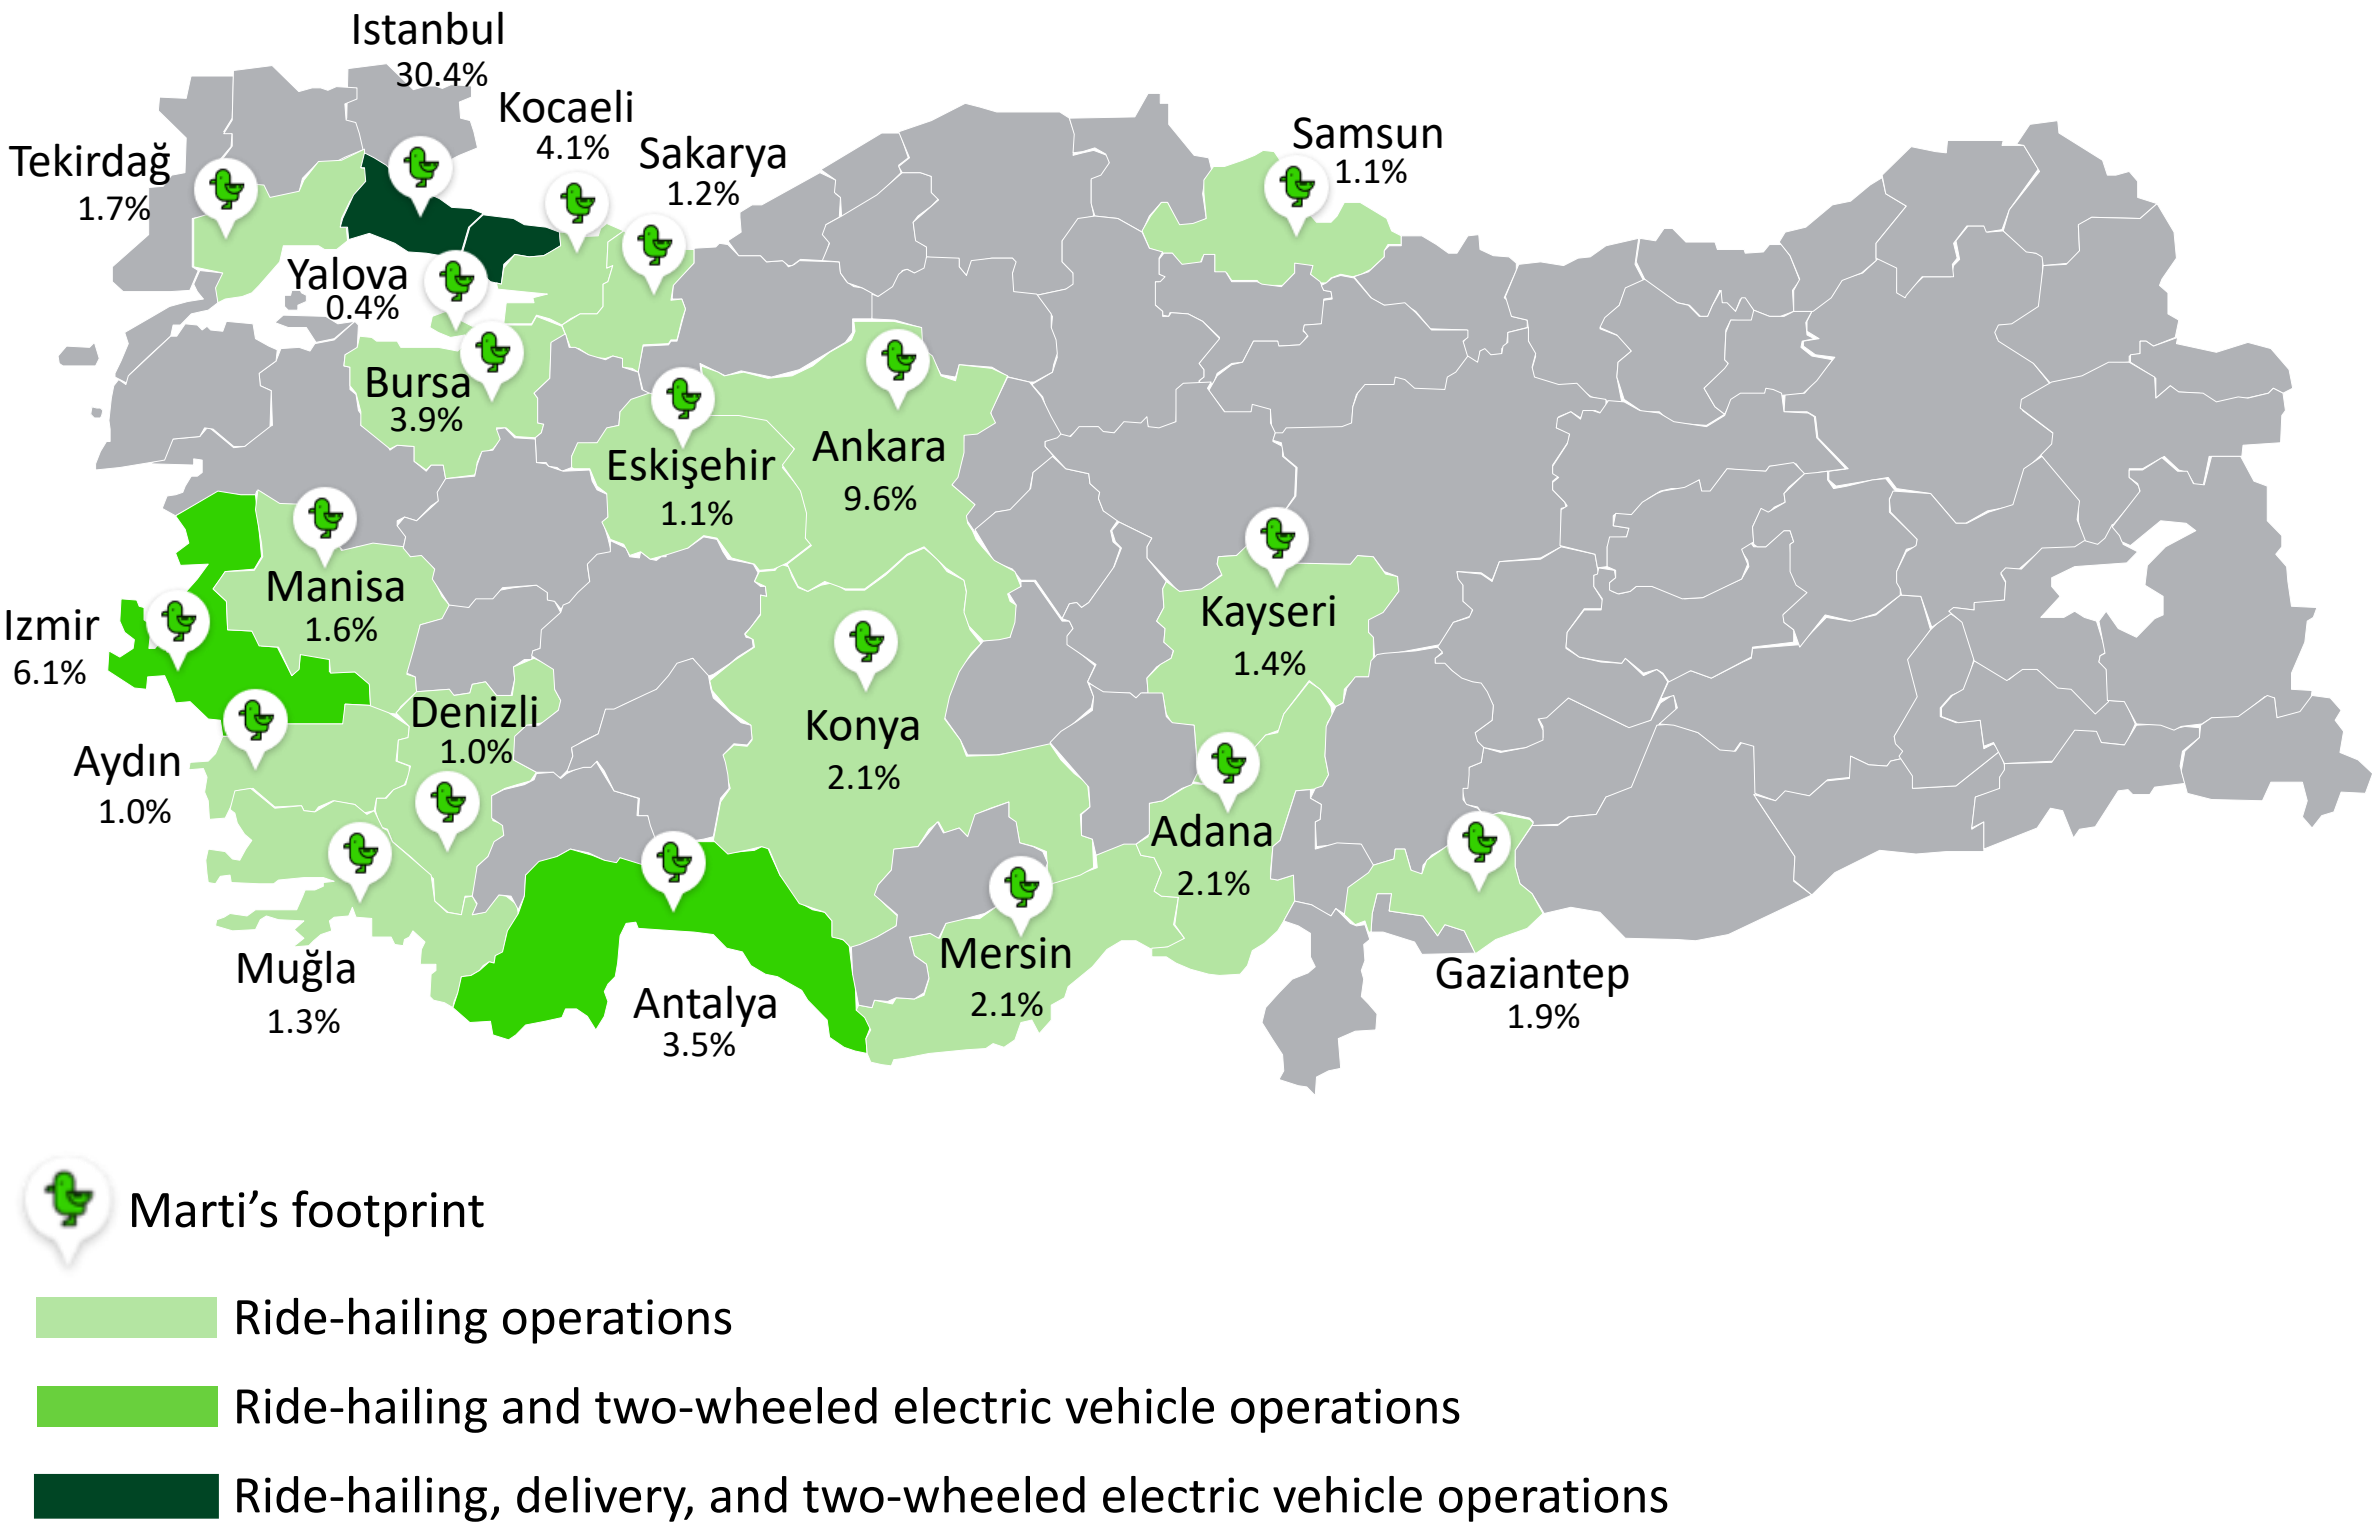 Istanbul
30.4%
Kocaeli
4.1%
Sakarya
1.2%
Samsun
1.1%
Tekirdağ
1.7%
Yalova
0.4%
Bursa
3.9%
Eskişehir
1.1%
Ankara
9.6%
Manisa
1.6%
Kayseri
1.4%
Izmir
6.1%
Denizli
1.0%
Konya
2.1%
Aydın
1.0%
Adana
2.1%
Mersin
2.1%
Muğla
1.3%
Antalya
3.5%
Gaziantep
1.9%
Marti’s footprint
Ride-hailing operations
Ride-hailing and two-wheeled electric vehicle operations
Ride-hailing, delivery, and two-wheeled electric vehicle operations